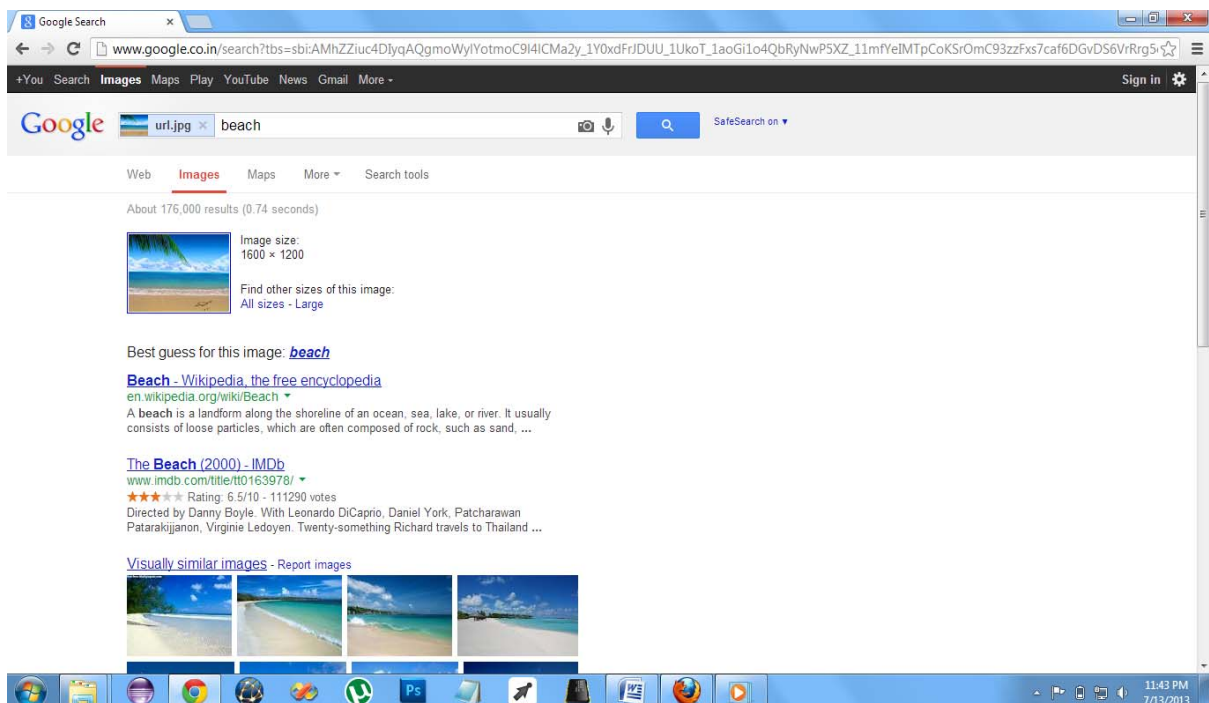 Google Search
www.google.co.in/search?tbs=sbi:AMhZZiuc4DIyqAQgmoWylYotmoC9I4lCMa2y_1Y0xdFrJDUU_1UkoT_1aoGi1o4QbRyNwP5XZ_11mfYeIMTpCoKSrOmC93zzFxs7caf6DGvDS6VrRrg5
+You Search Images Maps Play YouTube News Gmail More Sign in
Google url.jpg × beach SafeSearch on
Web Images Maps More Search tools
About 176,000 results (0.74 seconds)
Image size:
1600 × 1200
Find other sizes of this image:
All sizes - Large
Best guess for this image: beach
Beach - Wikipedia, the free encyclopedia
en.wikipedia.org/wiki/Beach
A beach is a landform along the shoreline of an ocean, sea, lake, or river. It usually
consists of loose particles, which are often composed of rock, such as sand, ...
The Beach (2000) - IMDb
www.imdb.com/title/tt0163978/
Rating: 6.5/10 - 111290 votes
Directed by Danny Boyle. With Leonardo DiCaprio, Daniel York, Patcharawan
Patarakijjanon, Virginie Ledoyen. Twenty-something Richard travels to Thailand ...
Visually similar images - Report images
Ps
11:43 PM
7/13/2013